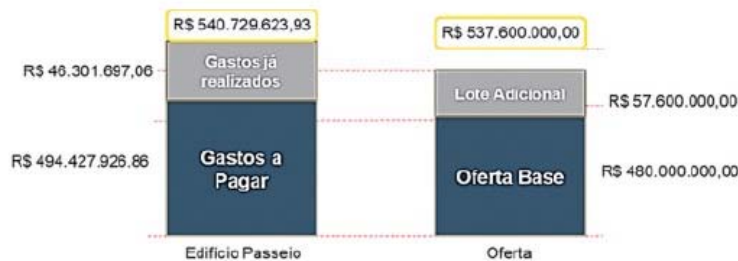 R$ 540.729.623,93
R$ 537.600.000,00
R$ 46.301.697,06
Gastos já
realizados
Lote Adicional
R$ 57.600.000,00
R$ 494.427.926.86
Gastos a
Pagar
Oferta Base
R$ 480.000.000,00
Edifício Passeio
Oferta